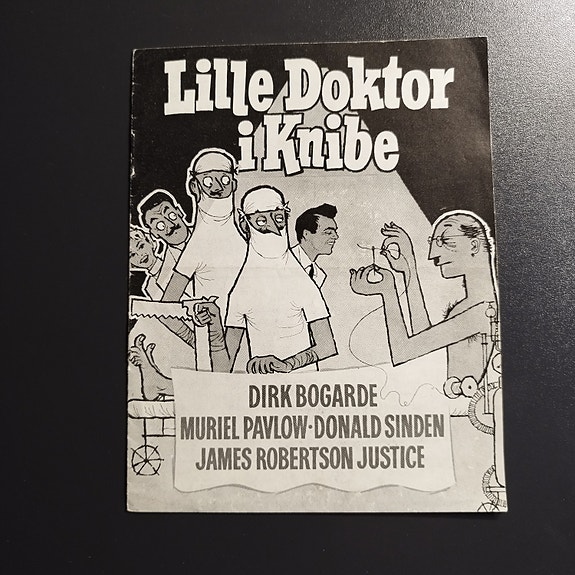 Lille Doktor
i Knibe
DIRK BOGARDE
MURIEL PAVLOW·DONALD SINDEN
JAMES ROBERTSON JUSTICE